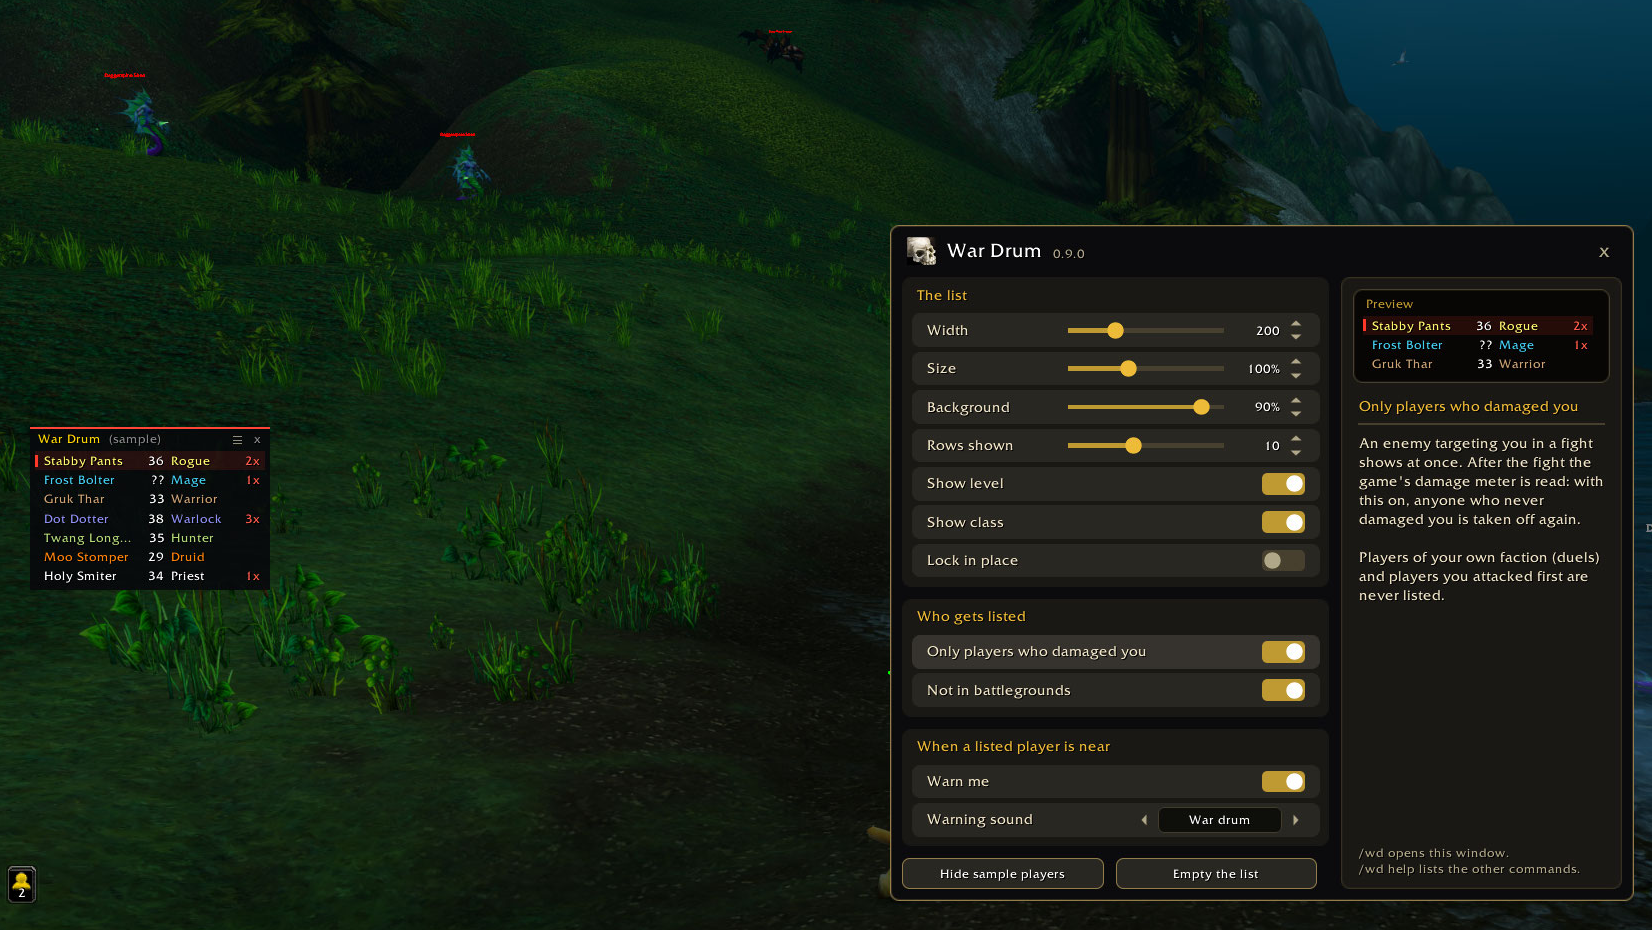 War Drum 0.9.0 x
The list
Width 200
Size 100%
Background 90%
Rows shown 10
Show level
Show class
Lock in place
Who gets listed
Only players who damaged you
Not in battlegrounds
When a listed player is near
Warn me
Warning sound War drum
Hide sample players Empty the list
Preview
Stabby Pants 36 Rogue 2x
Frost Bolter ?? Mage 1x
Gruk Thar 33 Warrior
Only players who damaged you
An enemy targeting you in a fight
shows at once. After the fight the
game's damage meter is read: with
this on, anyone who never
damaged you is taken off again.
Players of your own faction (duels)
and players you attacked first are
never listed.
/wd opens this window.
/wd help lists the other commands.
War Drum (sample) x
Stabby Pants 36 Rogue 2x
Frost Bolter ?? Mage 1x
Gruk Thar 33 Warrior
Dot Dotter 38 Warlock 3x
Twang Long... 35 Hunter
Moo Stomper 29 Druid
Holy Smiter 34 Priest 1x
2